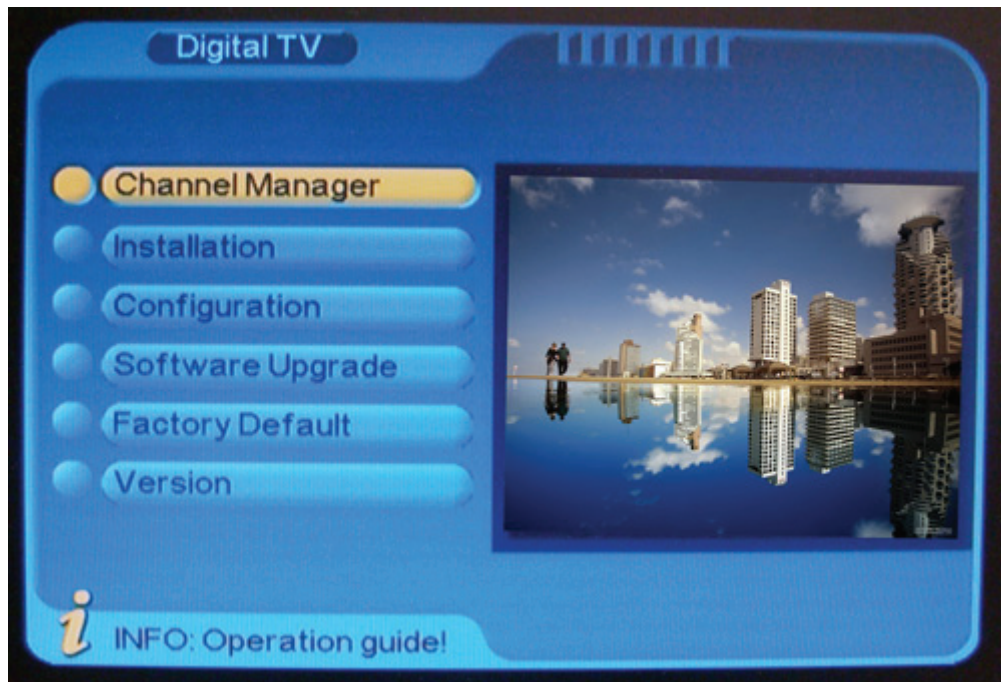 Digital TV
Channel Manager
Installation
Configuration
Software Upgrade
Factory Default
Version
INFO: Operation guide!